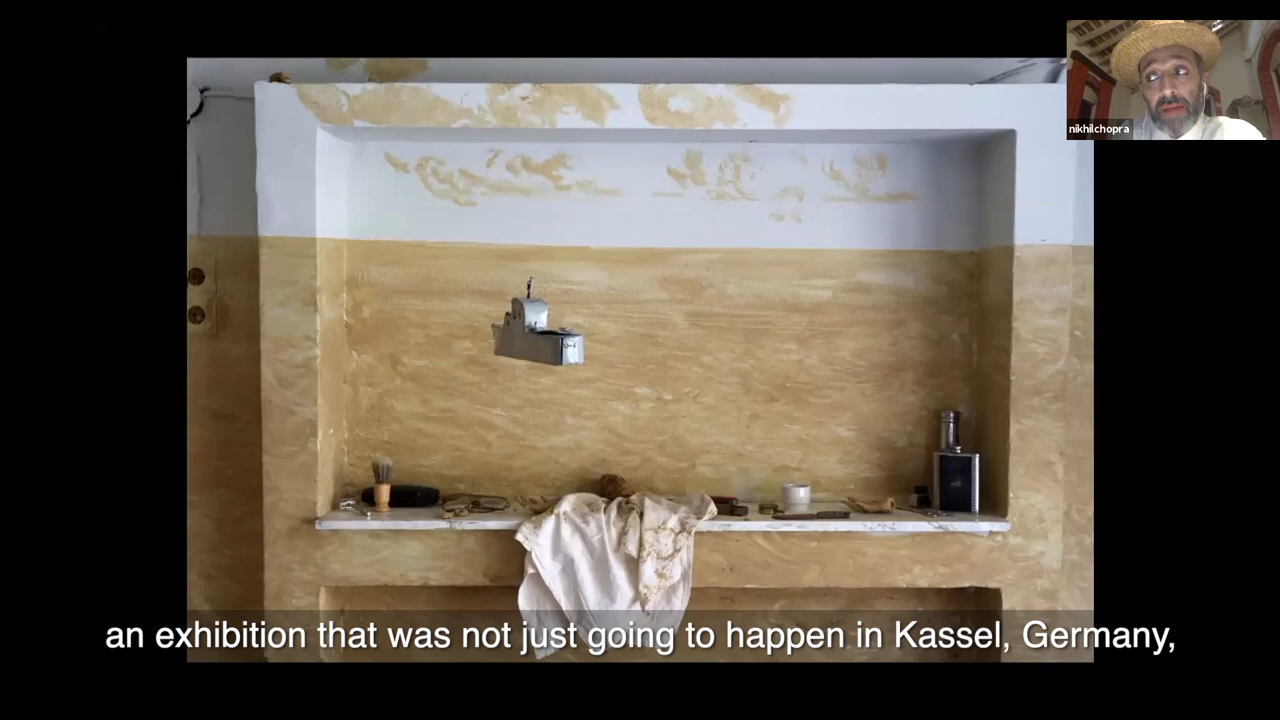 nikhilchopra
an exhibition that was not just going to happen in Kassel, Germany,